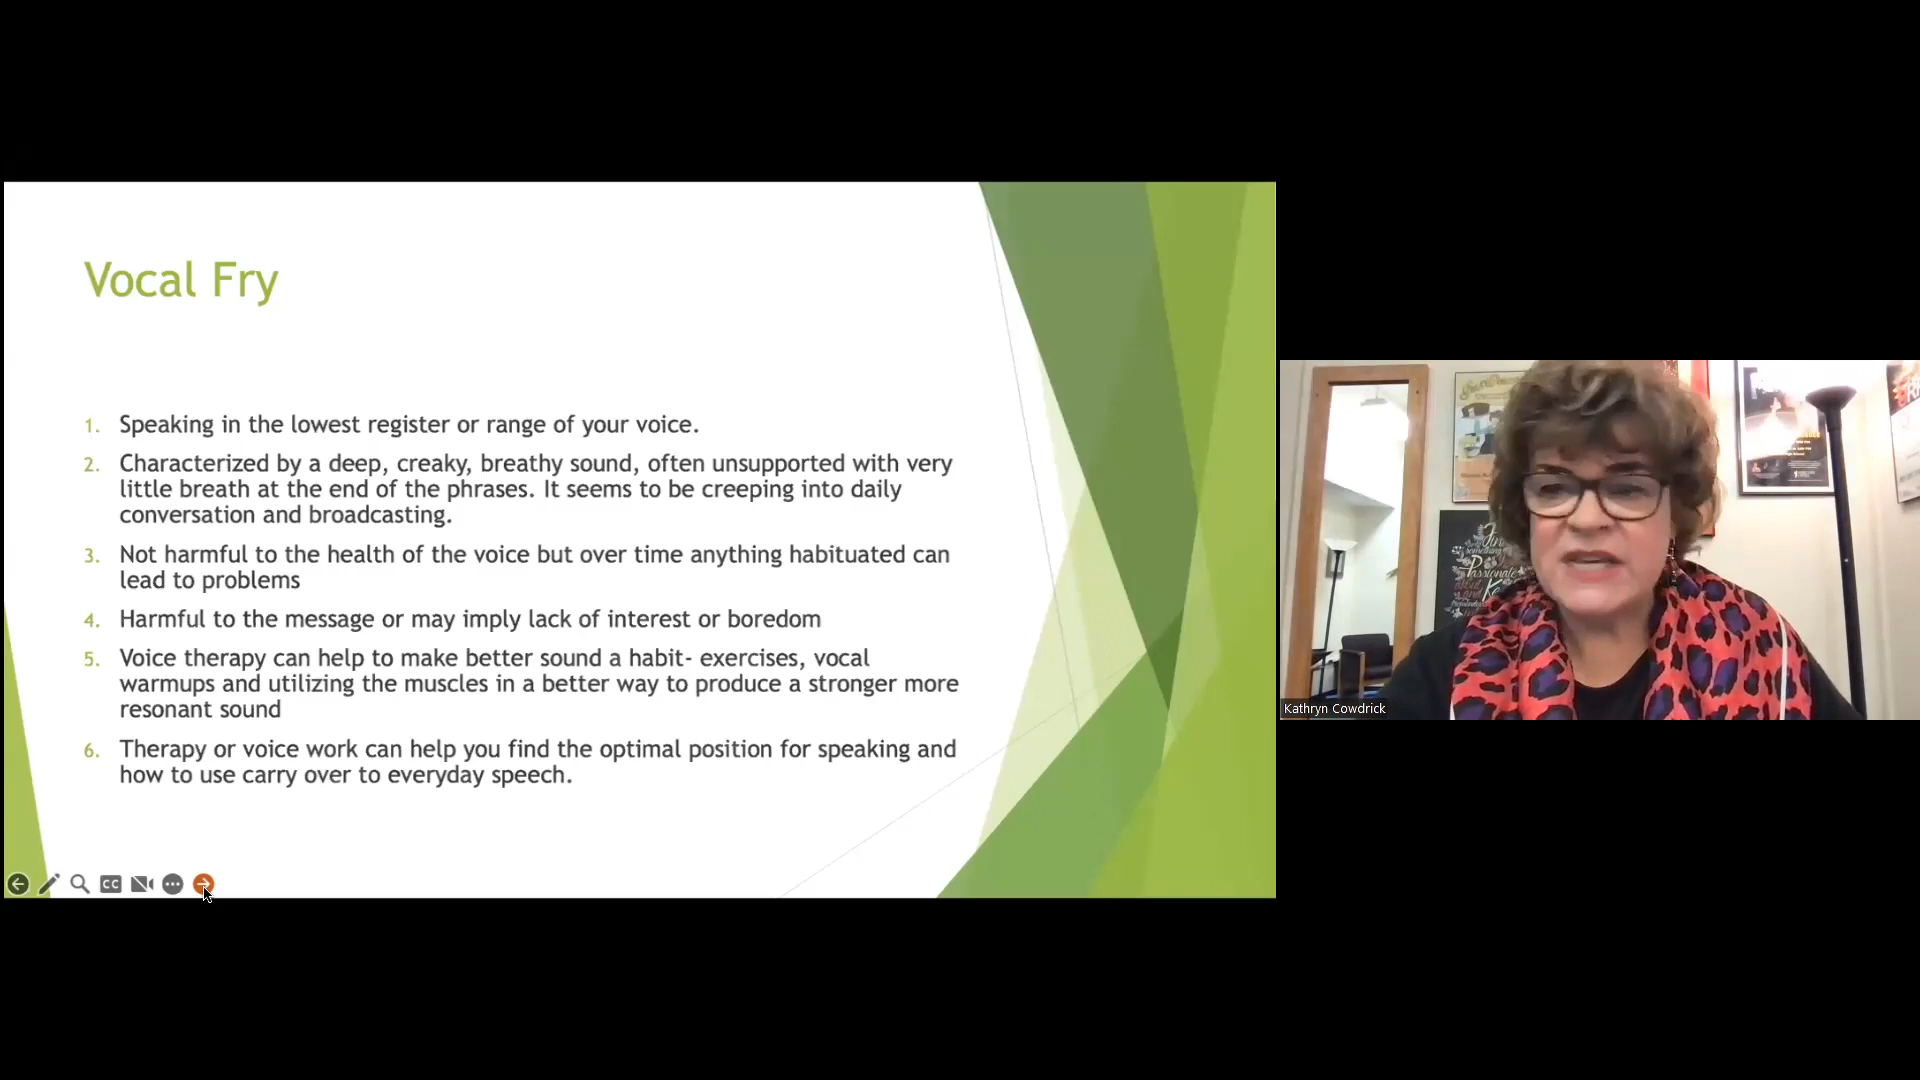 Vocal Fry
1. Speaking in the lowest register or range of your voice.
2. Characterized by a deep, creaky, breathy sound, often unsupported with very
little breath at the end of the phrases. It seems to be creeping into daily
conversation and broadcasting.
3. Not harmful to the health of the voice but over time anything habituated can
lead to problems
4. Harmful to the message or may imply lack of interest or boredom
5. Voice therapy can help to make better sound a habit- exercises, vocal
warmups and utilizing the muscles in a better way to produce a stronger more
resonant sound
6. Therapy or voice work can help you find the optimal position for speaking and
how to use carry over to everyday speech.
CC
Passionate
Kathryn Cowdrick